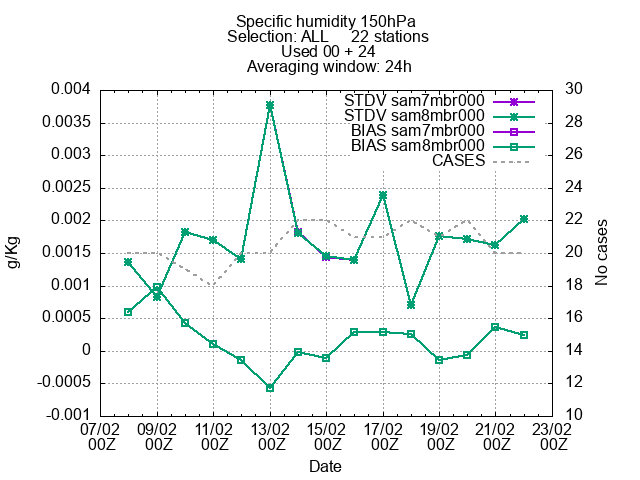 Specific humidity 150hPa
Selection: ALL     22 stations
Used 00 + 24
Averaging window: 24h
STDV sam7mbr000
STDV sam8mbr000
BIAS sam7mbr000
BIAS sam8mbr000
CASES
0.004
0.0035
0.003
0.0025
0.002
0.0015
0.001
0.0005
0
-0.0005
-0.001
g/Kg
30
28
26
24
22
20
18
16
14
12
10
No cases
07/02 09/02 11/02 13/02 15/02 17/02 19/02 21/02 23/02
00Z 00Z 00Z 00Z 00Z 00Z 00Z 00Z 00Z
Date